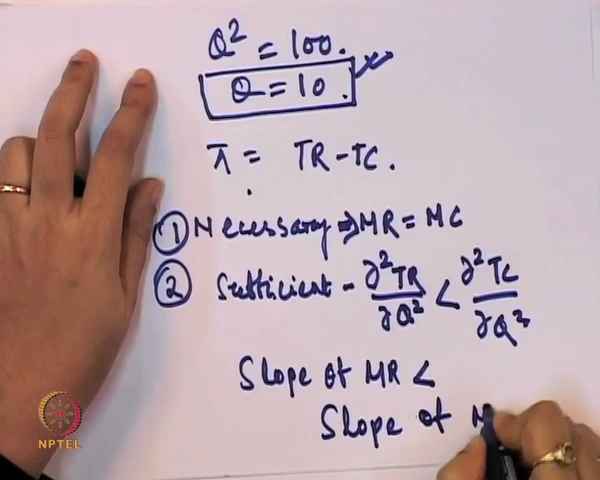 Q² = 100.
Q = 10.
π = TR - TC.
① Necessary ⇒ MR = MC
② Sufficient - ∂²TR/∂Q² < ∂²TC/∂Q²
Slope of MR <
Slope of M
NPTEL